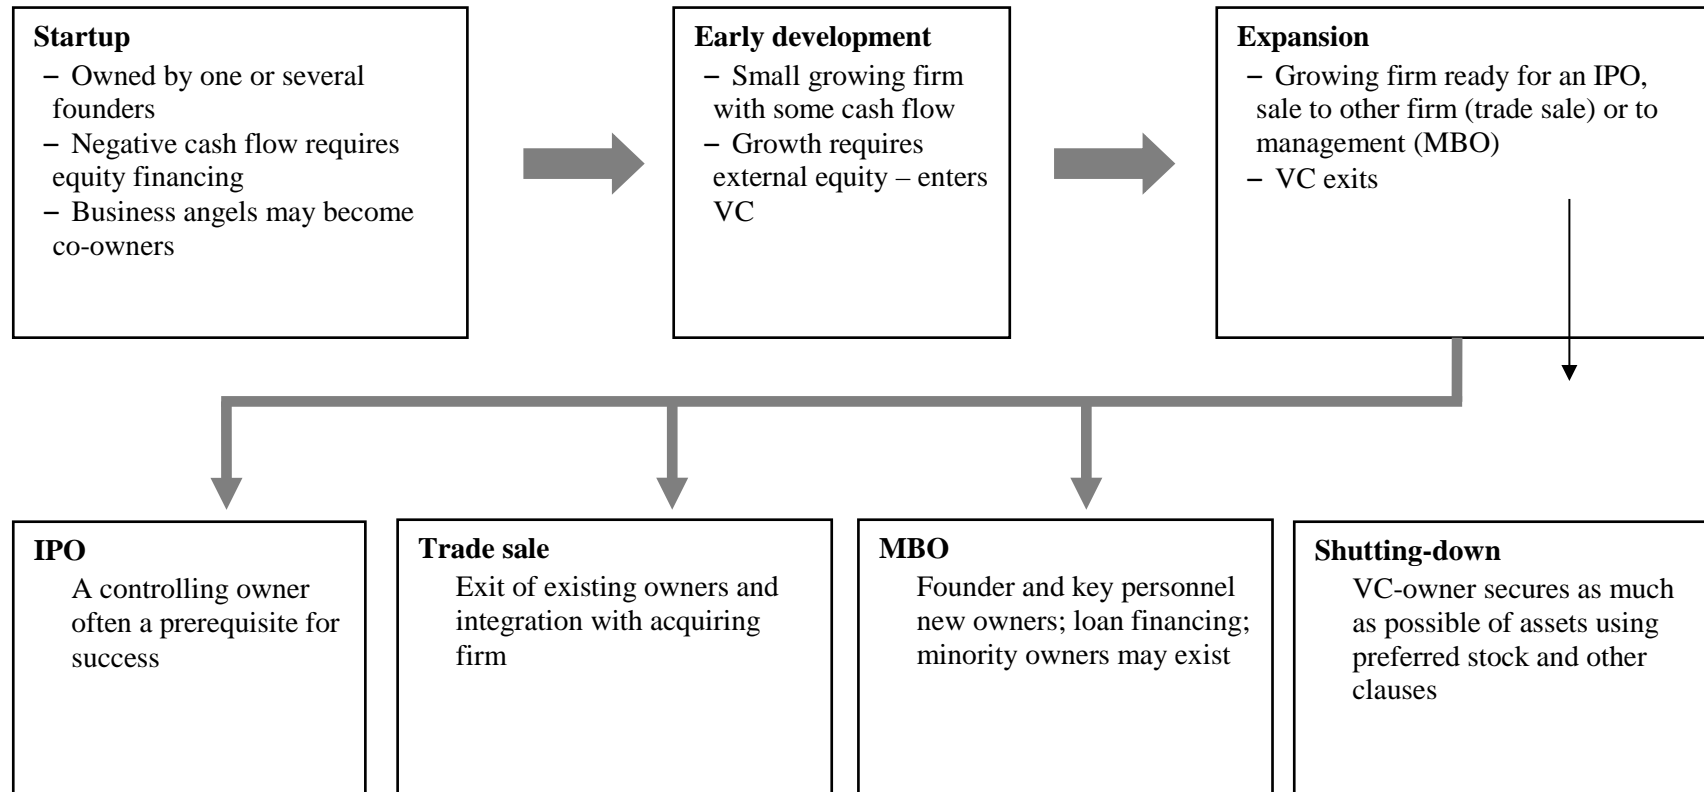 Startup
– Owned by one or several
founders
– Negative cash flow requires
equity financing
– Business angels may become
co-owners
Early development
– Small growing firm
with some cash flow
– Growth requires
external equity – enters
VC
Expansion
– Growing firm ready for an IPO,
sale to other firm (trade sale) or to
management (MBO)
– VC exits
IPO
A controlling owner
often a prerequisite for
success
Trade sale
Exit of existing owners and
integration with acquiring
firm
MBO
Founder and key personnel
new owners; loan financing;
minority owners may exist
Shutting-down
VC-owner secures as much
as possible of assets using
preferred stock and other
clauses